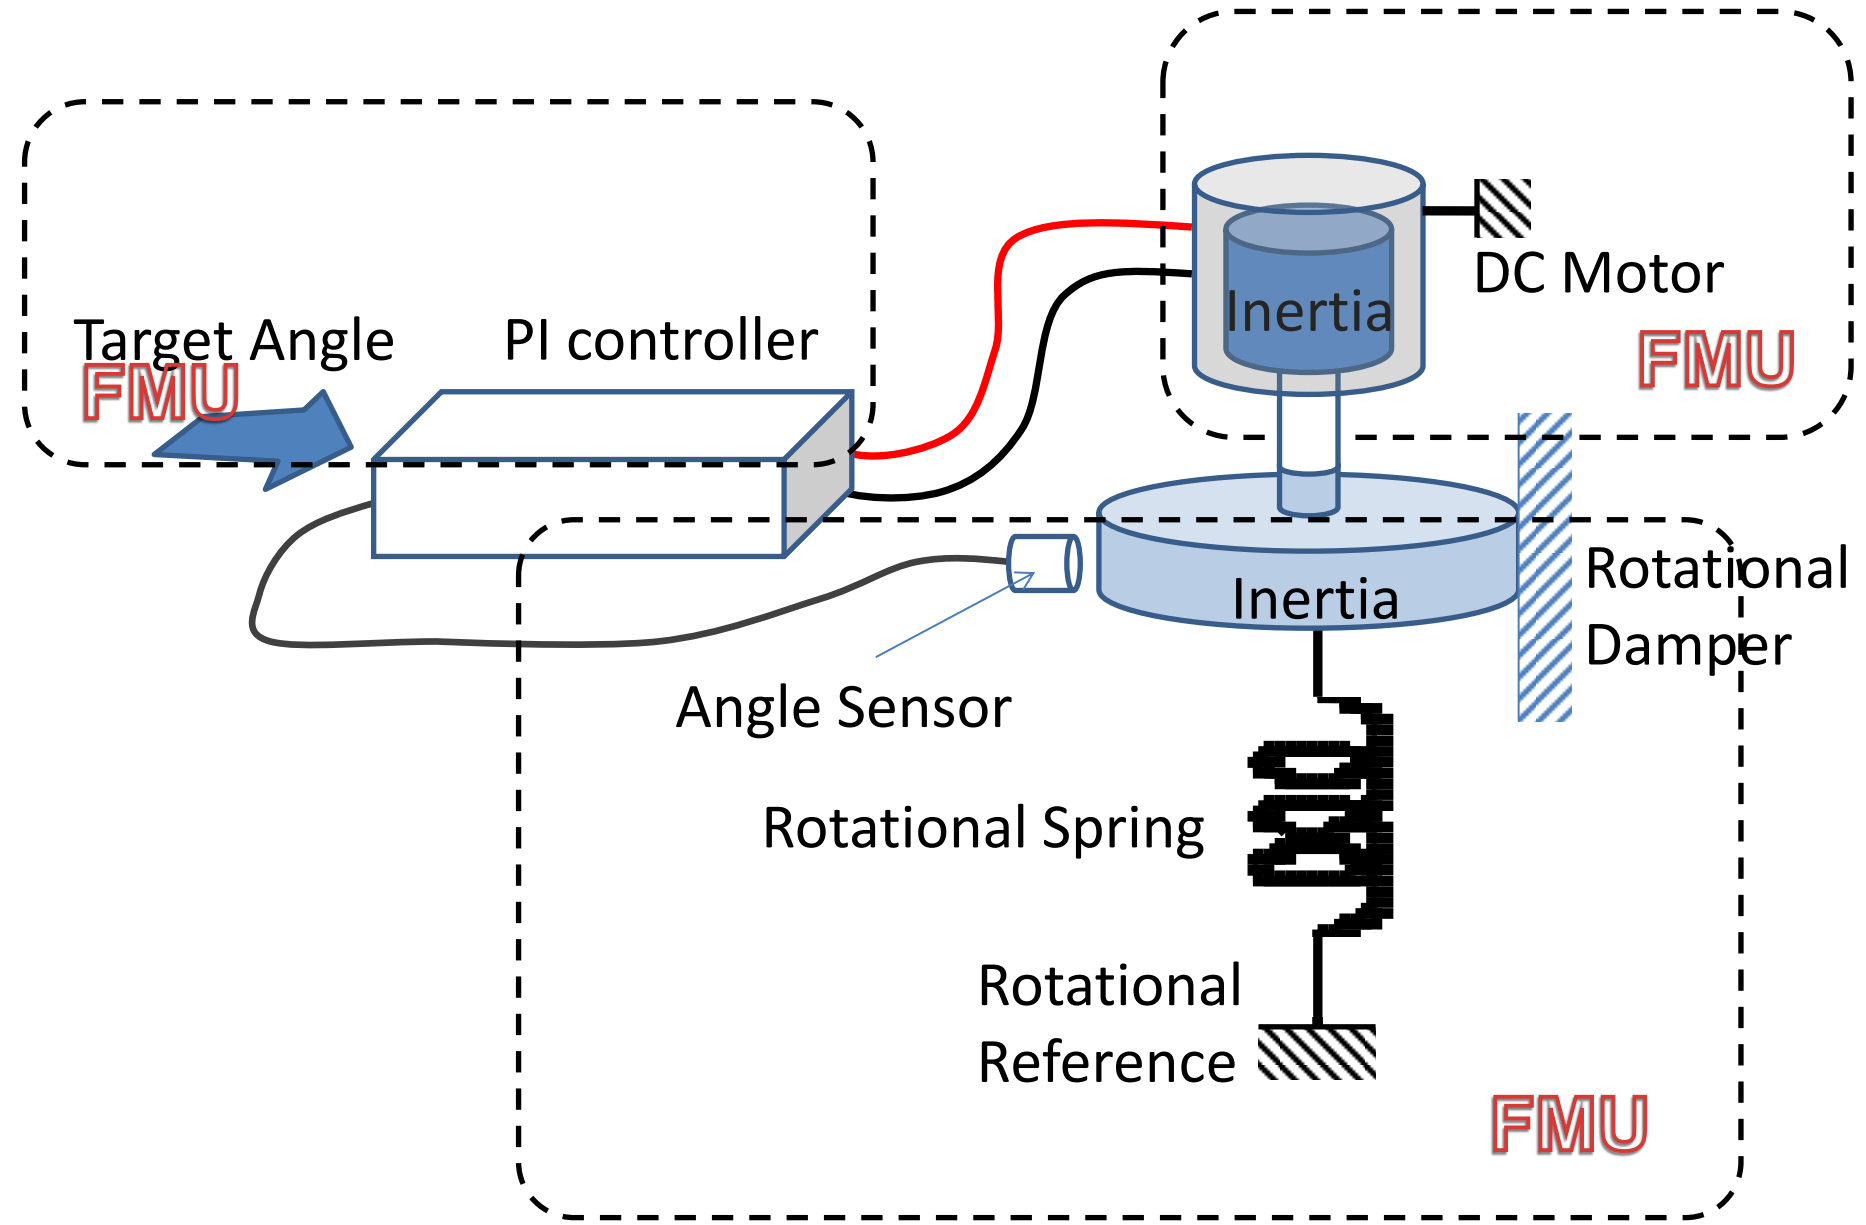 Target Angle
FMU
PI controller
Inertia
DC Motor
FMU
Inertia
Rotational
Damper
Angle Sensor
Rotational Spring
Rotational
Reference
FMU